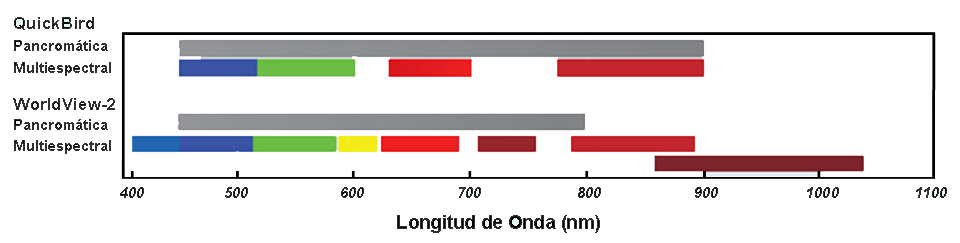 QuickBird
Pancromática
Multiespectral
WorldView-2
Pancromática
Multiespectral
400 500 600 700 800 900 1000 1100
Longitud de Onda (nm)